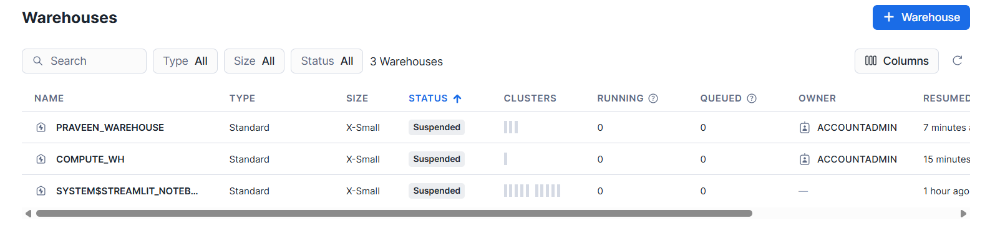 Warehouses
+ Warehouse
Search Type All Size All Status All 3 Warehouses Columns
NAME TYPE SIZE STATUS CLUSTERS RUNNING QUEUED OWNER RESUMED
PRAVEEN_WAREHOUSE Standard X-Small Suspended 0 0 ACCOUNTADMIN 7 minutes
COMPUTE_WH Standard X-Small Suspended 0 0 ACCOUNTADMIN 15 minutes
SYSTEM$STREAMLIT_NOTEB... Standard X-Small Suspended 0 0 — 1 hour ago